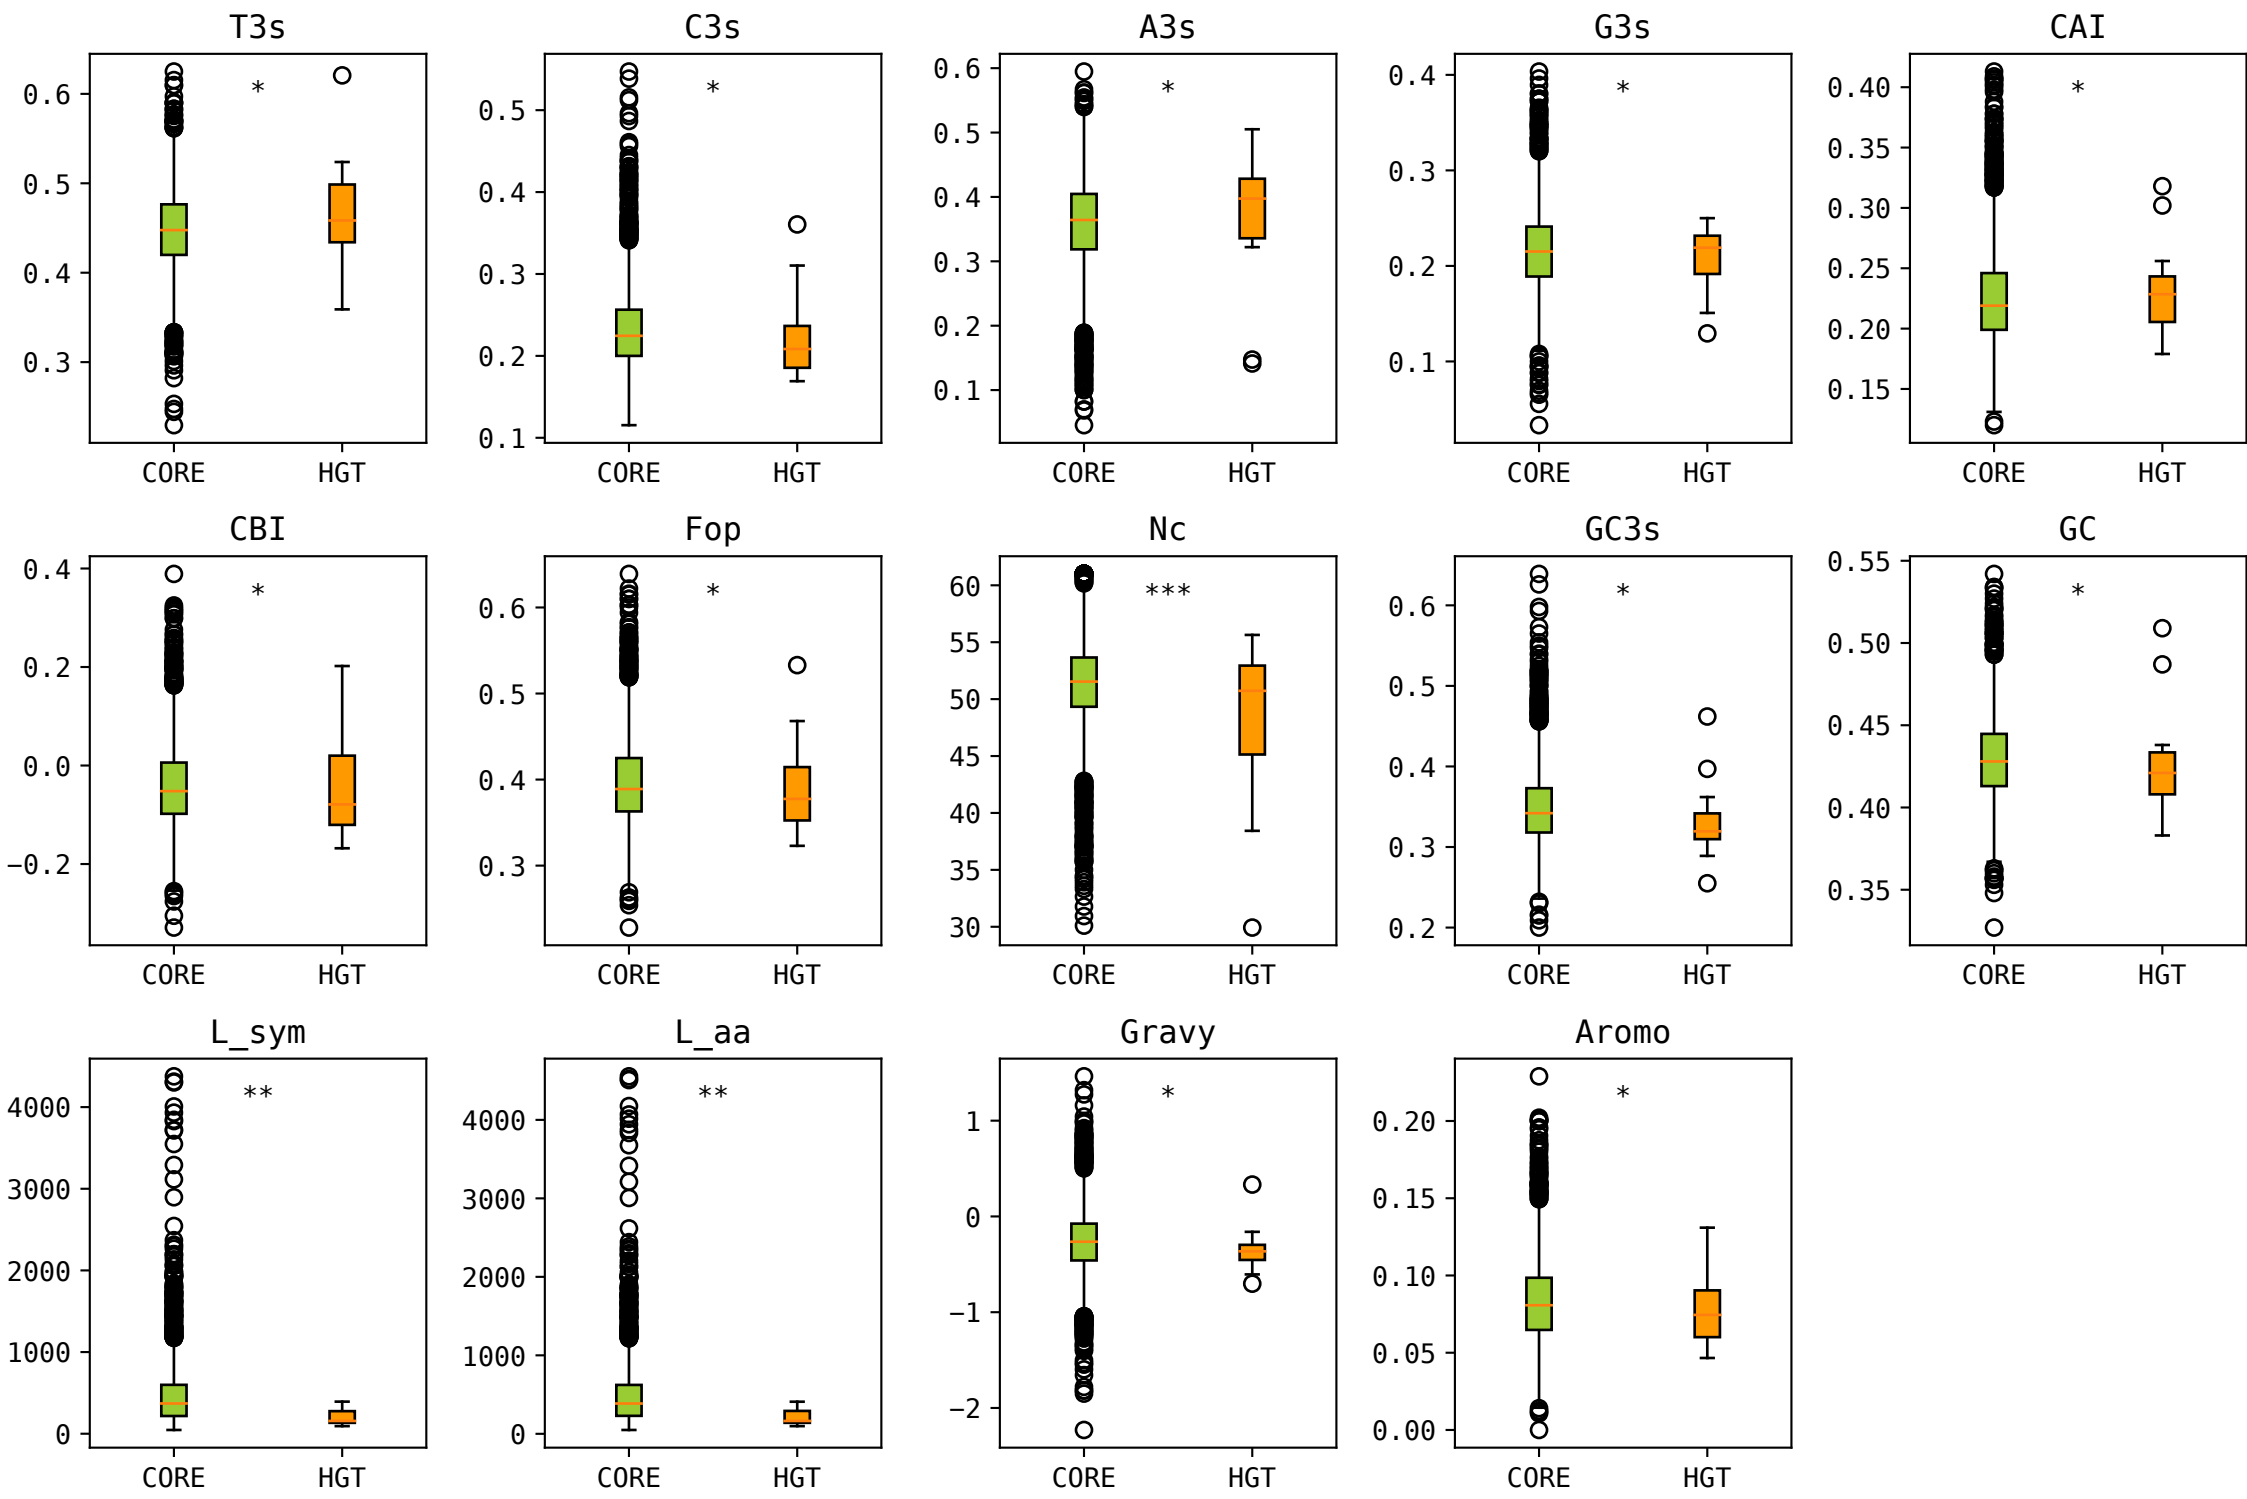 T3s
C3s
A3s
G3s
CAI
0.6
0.5
0.4
0.3
*
CORE
HGT
0.5
0.4
0.3
0.2
0.1
*
CORE
HGT
0.6
0.5
0.4
0.3
0.2
0.1
*
CORE
HGT
0.4
0.3
0.2
0.1
*
CORE
HGT
0.40
0.35
0.30
0.25
0.20
0.15
*
CORE
HGT
CBI
Fop
Nc
GC3s
GC
0.4
0.2
0.0
−0.2
*
CORE
HGT
0.6
0.5
0.4
0.3
*
CORE
HGT
60
55
50
45
40
35
30
***
CORE
HGT
0.6
0.5
0.4
0.3
0.2
*
CORE
HGT
0.55
0.50
0.45
0.40
0.35
*
CORE
HGT
L_sym
L_aa
Gravy
Aromo
4000
3000
2000
1000
0
**
CORE
HGT
4000
3000
2000
1000
0
**
CORE
HGT
1
0
−1
−2
*
CORE
HGT
0.20
0.15
0.10
0.05
0.00
*
CORE
HGT